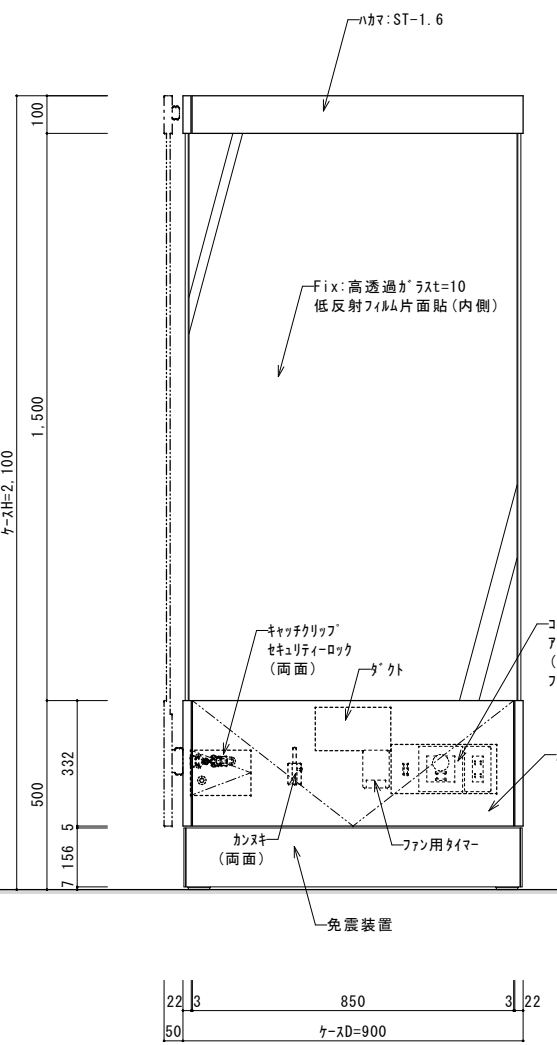 ハカマ:ST-1.6
100
Fix:高透過ガラスt=10
低反射フィルム片面貼(内側)
1,500
ケースH=2,100
キャッチクリップ
セキュリティーロック
(両面)
ダクト
コ
ア
(
フ
332
500
5
156
7
カンヌキ
(両面)
ファン用タイマー
免震装置
22
3
850
3
22
50
ケースD=900